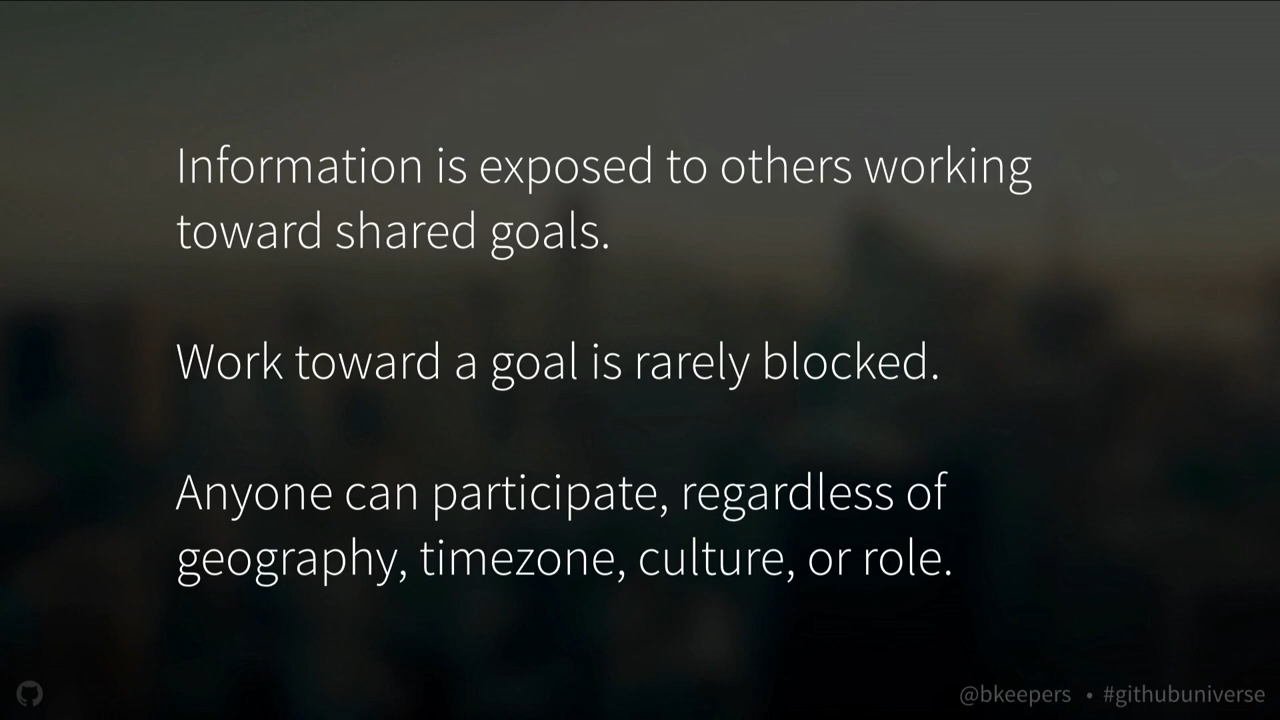 Information is exposed to others working
toward shared goals.
Work toward a goal is rarely blocked.
Anyone can participate, regardless of
geography, timezone, culture, or role.
@bkeepers • #githubuniverse